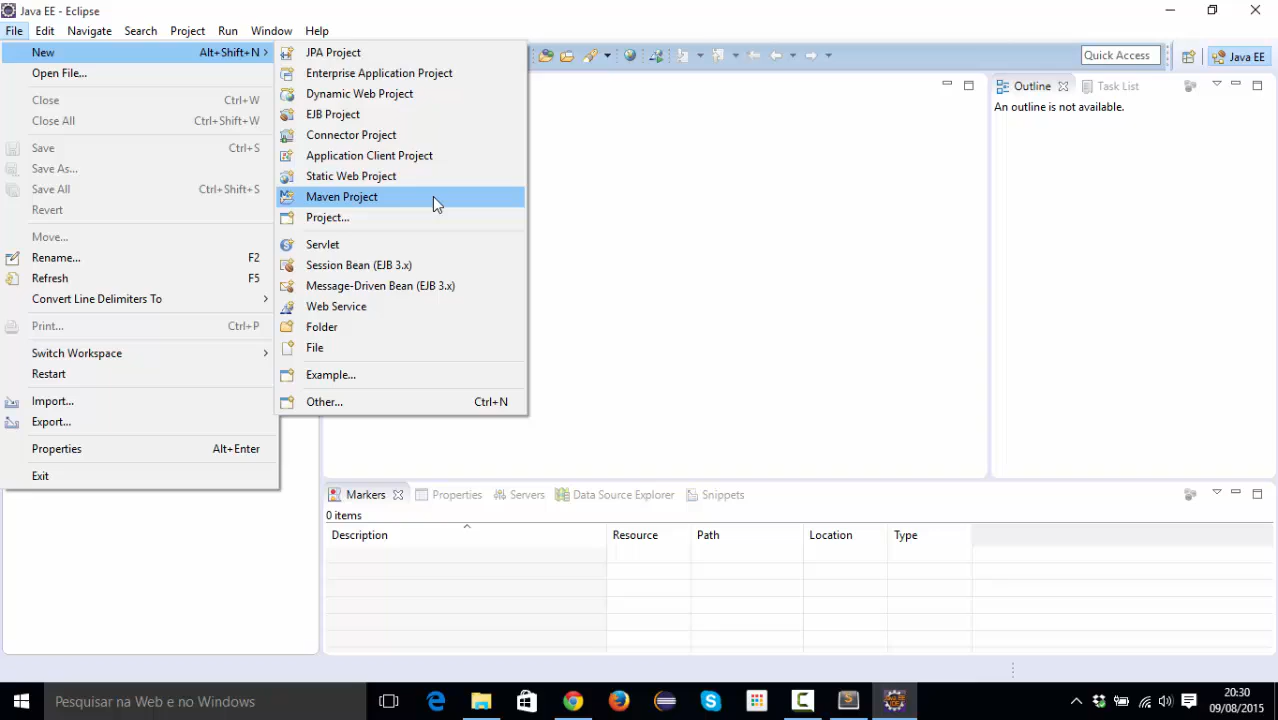 Java EE - Eclipse
File Edit Navigate Search Project Run Window Help
New Alt+Shift+N
Open File...
Close Ctrl+W
Close All Ctrl+Shift+W
Save Ctrl+S
Save As...
Save All Ctrl+Shift+S
Revert
Move...
Rename... F2
Refresh F5
Convert Line Delimiters To
Print... Ctrl+P
Switch Workspace
Restart
Import...
Export...
Properties Alt+Enter
Exit
JPA Project
Enterprise Application Project
Dynamic Web Project
EJB Project
Connector Project
Application Client Project
Static Web Project
Maven Project
Project...
Servlet
Session Bean (EJB 3.x)
Message-Driven Bean (EJB 3.x)
Web Service
Folder
File
Example...
Other... Ctrl+N
Quick Access Java EE
Outline Task List
An outline is not available.
Markers Properties Servers Data Source Explorer Snippets
0 items
Description Resource Path Location Type
Pesquisar na Web e no Windows
20:30
09/08/2015